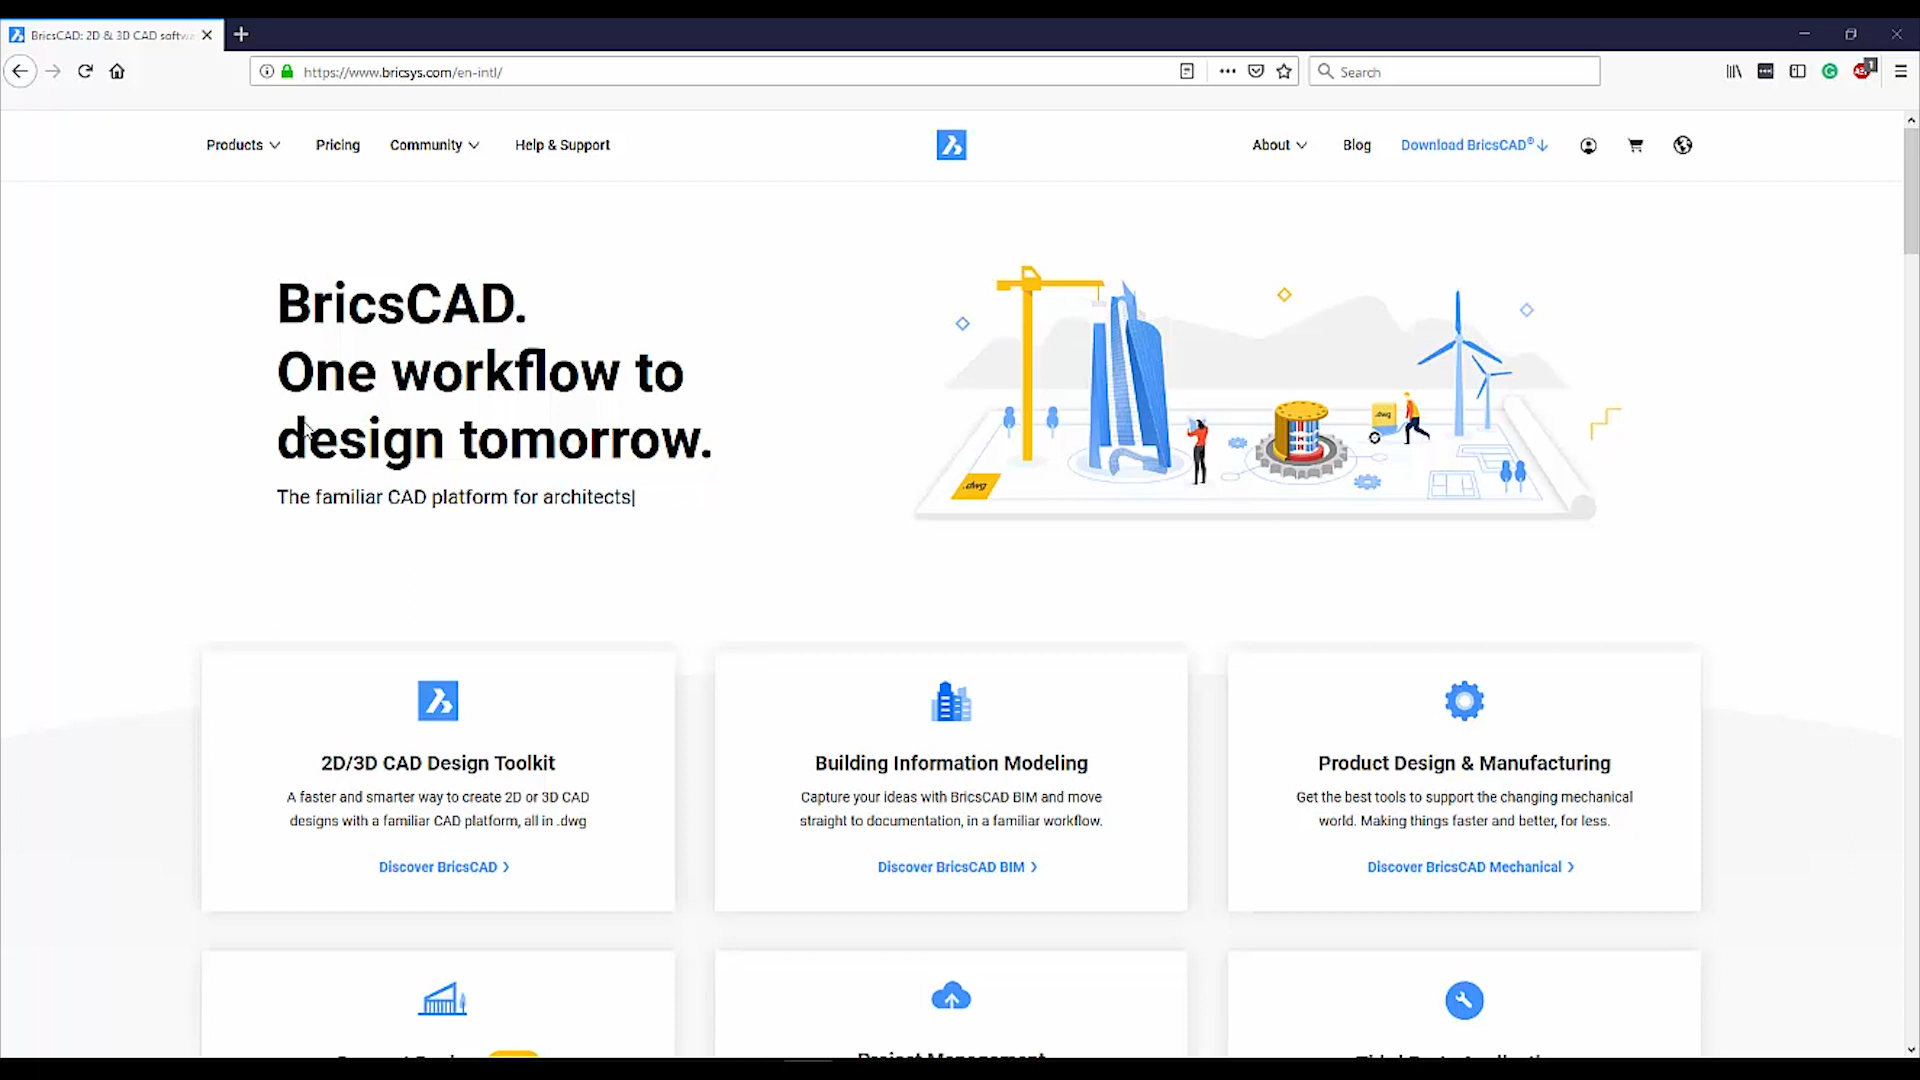 BricsCAD: 2D & 3D CAD softwa
https://www.bricsys.com/en-intl/
Search
1
Products
Pricing
Community
Help & Support
About
Blog
Download BricsCAD®
BricsCAD.
One workflow to
design tomorrow.
The familiar CAD platform for architects|
.dwg
.dwg
2D/3D CAD Design Toolkit
A faster and smarter way to create 2D or 3D CAD
designs with a familiar CAD platform, all in .dwg
Discover BricsCAD
Building Information Modeling
Capture your ideas with BricsCAD BIM and move
straight to documentation, in a familiar workflow.
Discover BricsCAD BIM
Product Design & Manufacturing
Get the best tools to support the changing mechanical
world. Making things faster and better, for less.
Discover BricsCAD Mechanical
Project Management